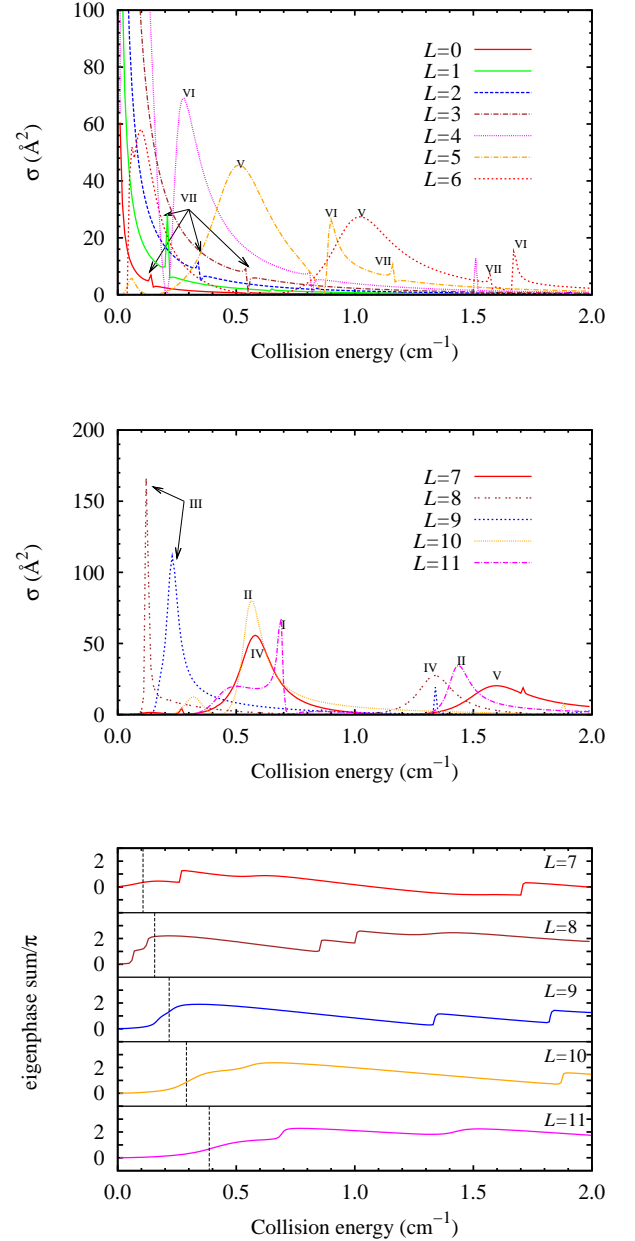 100
80
60
40
20
0
σ (Å²)
VI
V
VII
VI
V
VII
VII
VI
L=0
L=1
L=2
L=3
L=4
L=5
L=6
0.0 0.5 1.0 1.5 2.0
Collision energy (cm⁻¹)
200
150
100
50
0
σ (Å²)
III
II
I
IV
IV
II
V
L=7
L=8
L=9
L=10
L=11
0.0 0.5 1.0 1.5 2.0
Collision energy (cm⁻¹)
eigenphase sum/π
2
0
L=7
2
0
L=8
2
0
L=9
2
0
L=10
2
0
L=11
0.0 0.5 1.0 1.5 2.0
Collision energy (cm⁻¹)